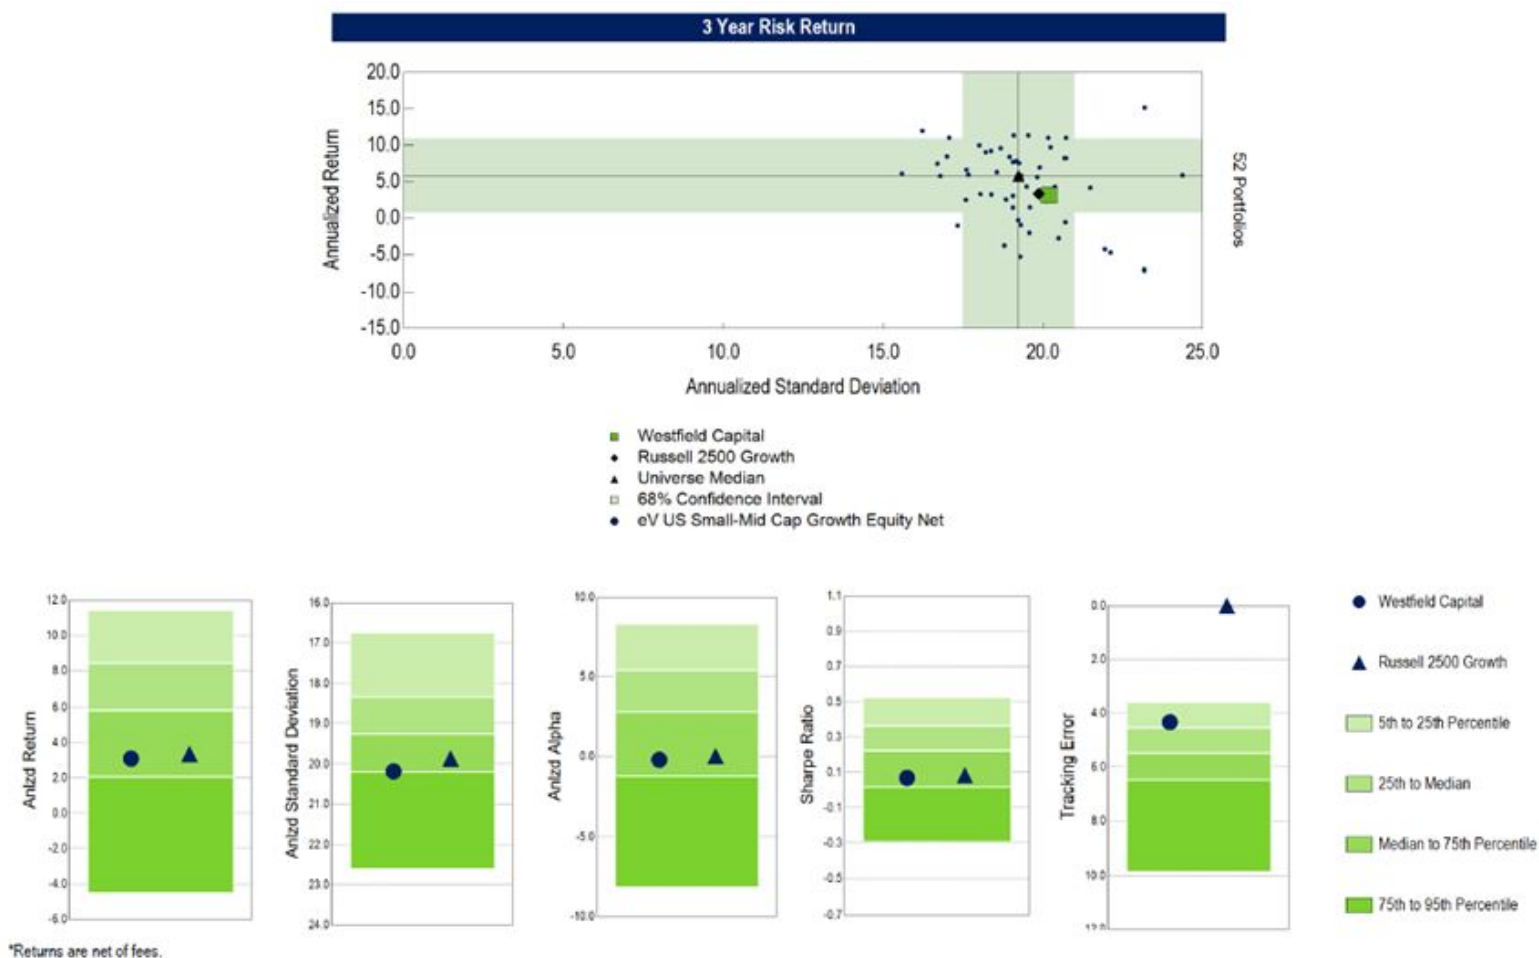 3 Year Risk Return
20.0
15.0
10.0
5.0
0.0
-5.0
-10.0
-15.0
Annualized Return
0.0 5.0 10.0 15.0 20.0 25.0
Annualized Standard Deviation
52 Portfolios
Westfield Capital
Russell 2500 Growth
Universe Median
68% Confidence Interval
eV US Small-Mid Cap Growth Equity Net
Anlzd Return
12.0
10.0
8.0
6.0
4.0
2.0
0.0
-2.0
-4.0
-6.0
Anlzd Standard Deviation
16.0
17.0
18.0
19.0
20.0
21.0
22.0
23.0
24.0
Anlzd Alpha
10.0
5.0
0.0
-5.0
-10.0
Sharpe Ratio
1.1
0.9
0.7
0.5
0.3
0.1
-0.1
-0.3
-0.5
-0.7
Tracking Error
0.0
2.0
4.0
6.0
8.0
10.0
12.0
Westfield Capital
Russell 2500 Growth
5th to 25th Percentile
25th to Median
Median to 75th Percentile
75th to 95th Percentile
*Returns are net of fees.